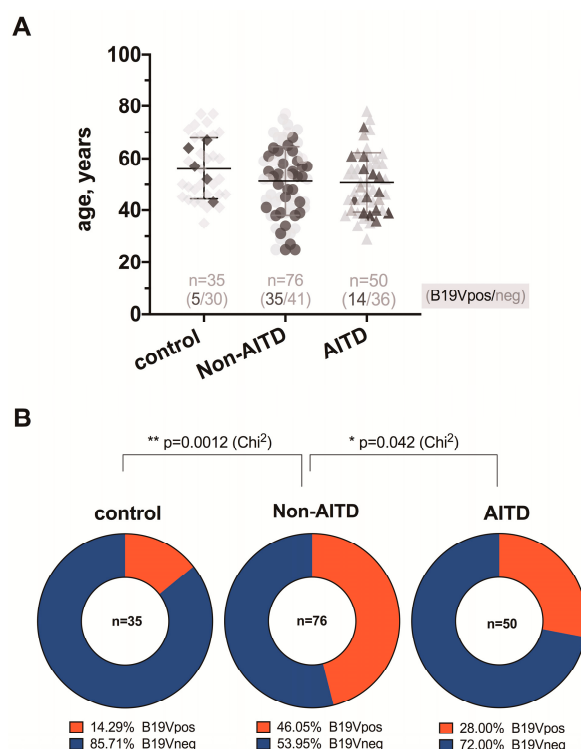 A
100
80
60
40
20
0
age, years
n=35 n=76 n=50
(5/30) (35/41) (14/36) (B19Vpos/neg)
control Non-AITD AITD
B
** p=0.0012 (Chi²) * p=0.042 (Chi²)
control Non-AITD AITD
n=35 n=76 n=50
14.29% B19Vpos 46.05% B19Vpos 28.00% B19Vpos
85.71% B19Vneg 53.95% B19Vneg 72.00% B19Vneg